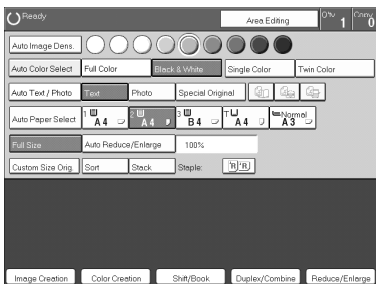 Ready Area Editing Q'ty 1 Copy 0
Auto Image Dens.
Auto Color Select Full Color Black & White Single Color Twin Color
Auto Text / Photo Text Photo Special Original
Auto Paper Select 1 A4 2 A4 3 B4 T A4 Normal A3
Full Size Auto Reduce/Enlarge 100%
Custom Size Orig. Sort Stack Staple: R R
Image Creation Color Creation Shift/Book Duplex/Combine Reduce/Enlarge